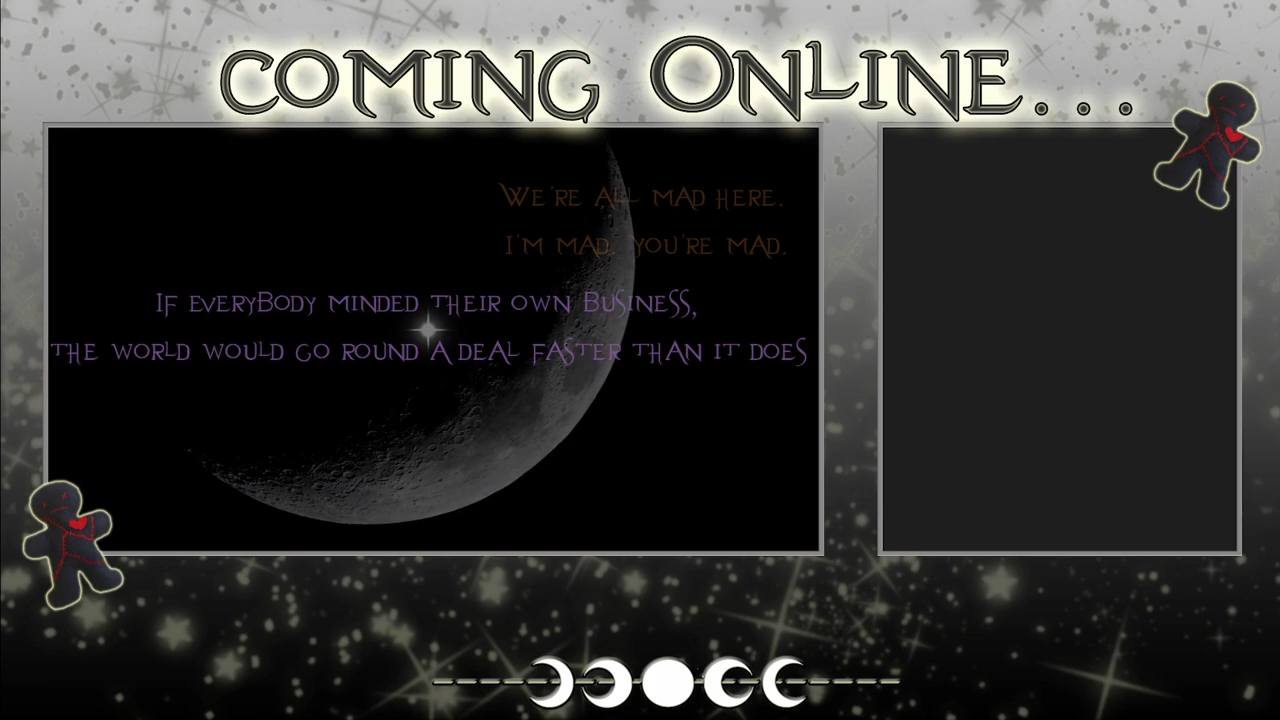 Coming Online...
We're all mad here.
I'm mad. You're mad.
If everybody minded their own business,
the world would go round a deal faster than it does